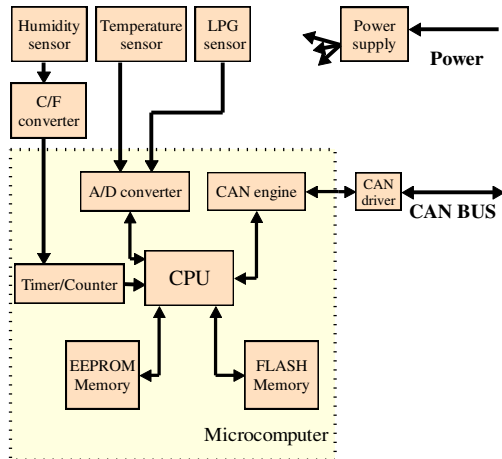 Humidity
sensor
Temperature
sensor
LPG
sensor
Power
supply
Power
C/F
converter
A/D converter
CAN engine
CAN
driver
CAN BUS
Timer/Counter
CPU
EEPROM
Memory
FLASH
Memory
Microcomputer